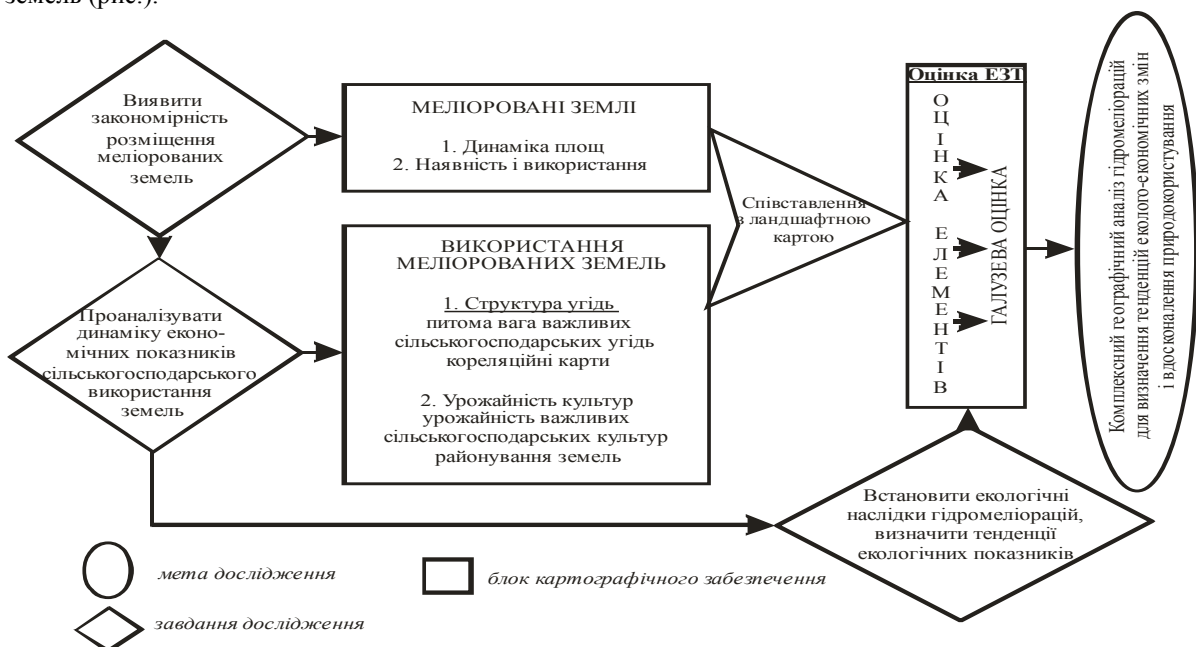 земель (рис.).
Виявити
закономірність
розміщення
меліорованих
земель
МЕЛІОРОВАНІ ЗЕМЛІ
1. Динаміка площ
2. Наявність і використання
Проаналізувати
динаміку еконо-
мічних показників
сільськогосподарського
використання
земель
ВИКОРИСТАННЯ
МЕЛІОРОВАНИХ ЗЕМЕЛЬ
1. Структура угідь
питома вага важливих
сільськогосподарських угідь
кореляційні карти
2. Урожайність культур
урожайність важливих
сільськогосподарських культур
районування земель
Співставлення
з ландшафтною
картою
Оцінка ЕЗТ
ОЦІНКА ЕЛЕМЕНТІВ
ГАЛУЗЕВА ОЦІНКА
Комплексний географічний аналіз гідромеліорацій
для визначення тенденцій еколого-економічних змін
і вдосконалення природокористування
Встановити екологічні
наслідки гідромеліорацій,
визначити тенденції
екологічних показників
мета дослідження
блок картографічного забезпечення
завдання дослідження